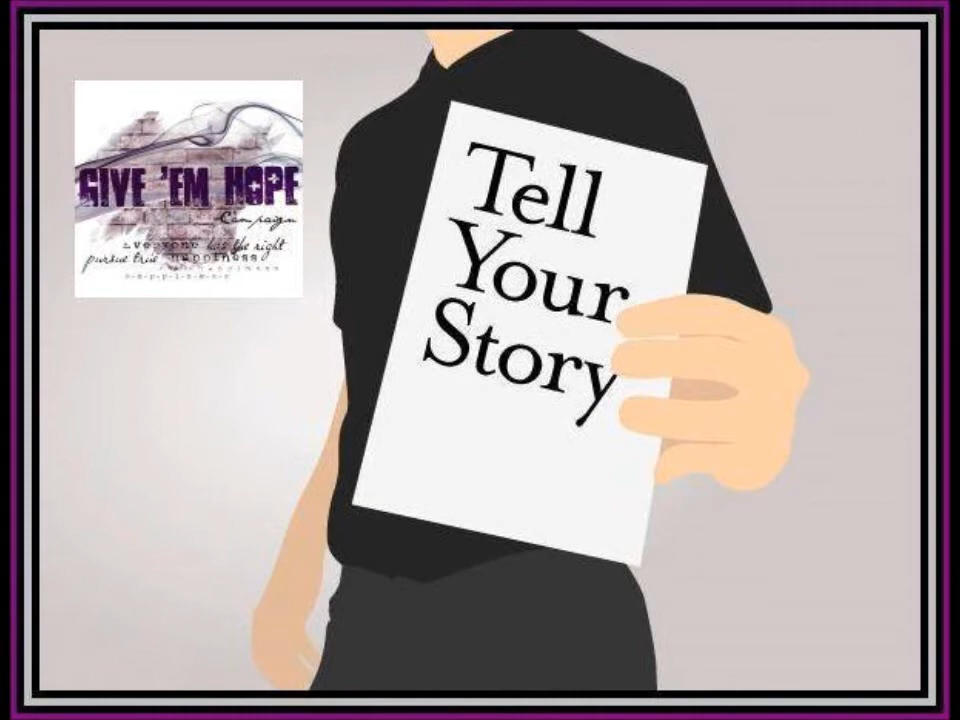 GIVE 'EM HOPE
Campaign
Everyone has the right
pursue true happiness
h-a-p-p-i-n-e-s-s
Tell
Your
Story